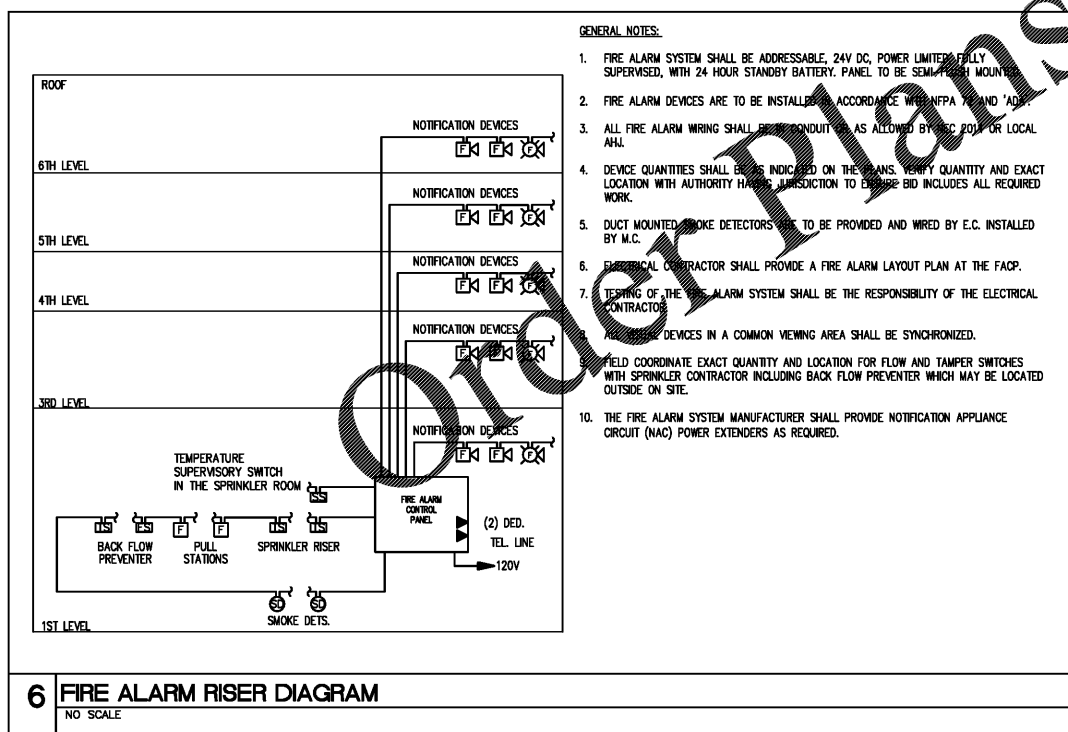 ROOF
NOTIFICATION DEVICES
F F F
6TH LEVEL
NOTIFICATION DEVICES
F F F
5TH LEVEL
NOTIFICATION DEVICES
F F F
4TH LEVEL
NOTIFICATION DEVICES
F F F
3RD LEVEL
NOTIFICATION DEVICES
F F F
TEMPERATURE
SUPERVISORY SWITCH
IN THE SPRINKLER ROOM
SS
FIRE ALARM
CONTROL
PANEL
(2) DED.
TEL. LINE
120V
TS FS F F TS TS
BACK FLOW
PREVENTER
PULL
STATIONS
SPRINKLER RISER
SD SD
SMOKE DETS.
1ST LEVEL
GENERAL NOTES:
1. FIRE ALARM SYSTEM SHALL BE ADDRESSABLE, 24V DC, POWER LIMITED, FULLY
SUPERVISED, WITH 24 HOUR STANDBY BATTERY. PANEL TO BE SEMI-FLUSH MOUNTED.
2. FIRE ALARM DEVICES ARE TO BE INSTALLED IN ACCORDANCE WITH NFPA 72 AND 'ADA'.
3. ALL FIRE ALARM WIRING SHALL BE IN CONDUIT OR AS ALLOWED BY NEC 2011 OR LOCAL
AHJ.
4. DEVICE QUANTITIES SHALL BE AS INDICATED ON THE PLANS. VERIFY QUANTITY AND EXACT
LOCATION WITH AUTHORITY HAVING JURISDICTION TO ENSURE BID INCLUDES ALL REQUIRED
WORK.
5. DUCT MOUNTED SMOKE DETECTORS ARE TO BE PROVIDED AND WIRED BY E.C. INSTALLED
BY M.C.
6. ELECTRICAL CONTRACTOR SHALL PROVIDE A FIRE ALARM LAYOUT PLAN AT THE FACP.
7. TESTING OF THE FIRE ALARM SYSTEM SHALL BE THE RESPONSIBILITY OF THE ELECTRICAL
CONTRACTOR.
8. ALL VISUAL DEVICES IN A COMMON VIEWING AREA SHALL BE SYNCHRONIZED.
9. FIELD COORDINATE EXACT QUANTITY AND LOCATION FOR FLOW AND TAMPER SWITCHES
WITH SPRINKLER CONTRACTOR INCLUDING BACK FLOW PREVENTER WHICH MAY BE LOCATED
OUTSIDE ON SITE.
10. THE FIRE ALARM SYSTEM MANUFACTURER SHALL PROVIDE NOTIFICATION APPLIANCE
CIRCUIT (NAC) POWER EXTENDERS AS REQUIRED.
Order Plans
6 FIRE ALARM RISER DIAGRAM
NO SCALE